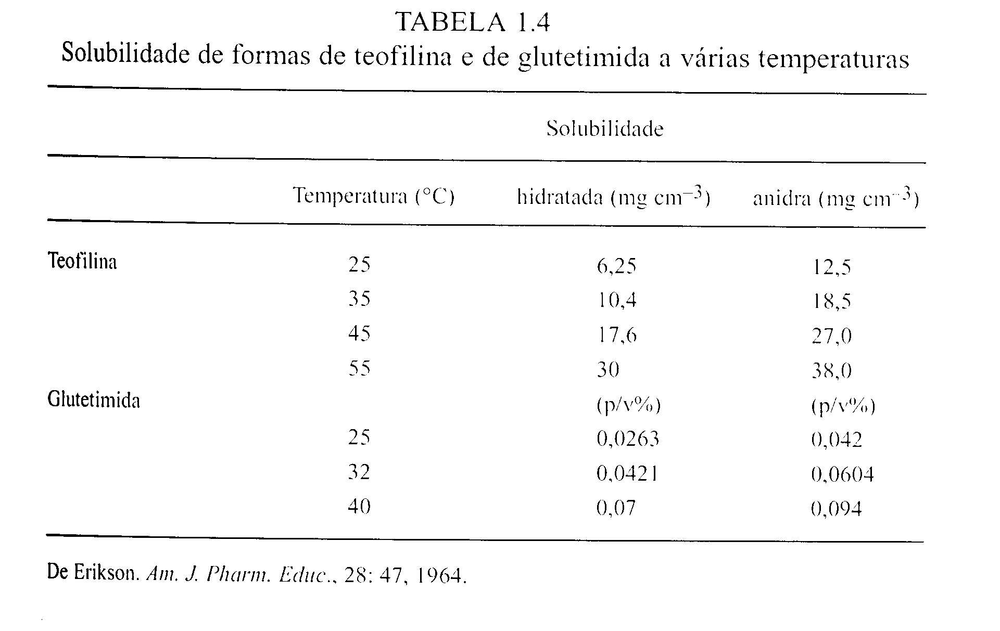 TABELA 1.4
Solubilidade de formas de teofilina e de glutetimida a várias temperaturas
Solubilidade
Temperatura (°C) hidratada (mg cm⁻³) anidra (mg cm⁻³)
Teofilina 25 6,25 12,5
35 10,4 18,5
45 17,6 27,0
55 30 38,0
Glutetimida (p/v%) (p/v%)
25 0,0263 0,042
32 0,0421 0,0604
40 0,07 0,094
De Erikson. Am. J. Pharm. Educ., 28: 47, 1964.